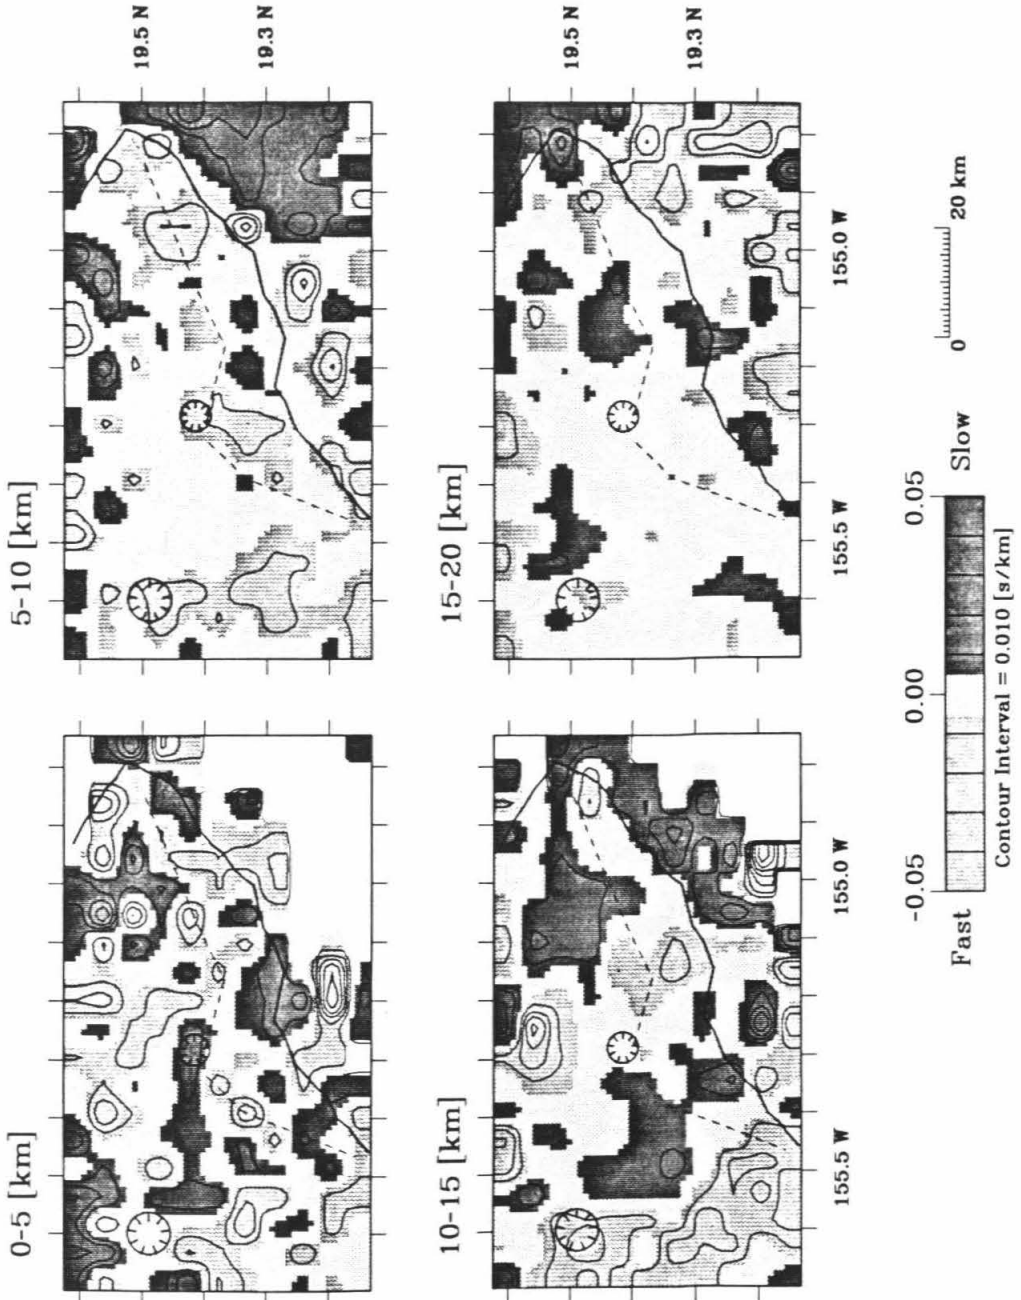 0-5 [km]
5-10 [km]
19.5 N
19.3 N
10-15 [km]
15-20 [km]
19.5 N
19.3 N
155.5 W
155.0 W
155.5 W
155.0 W
Fast
Slow
-0.05
0.00
0.05
Contour Interval = 0.010 [s/km]
0
20 km